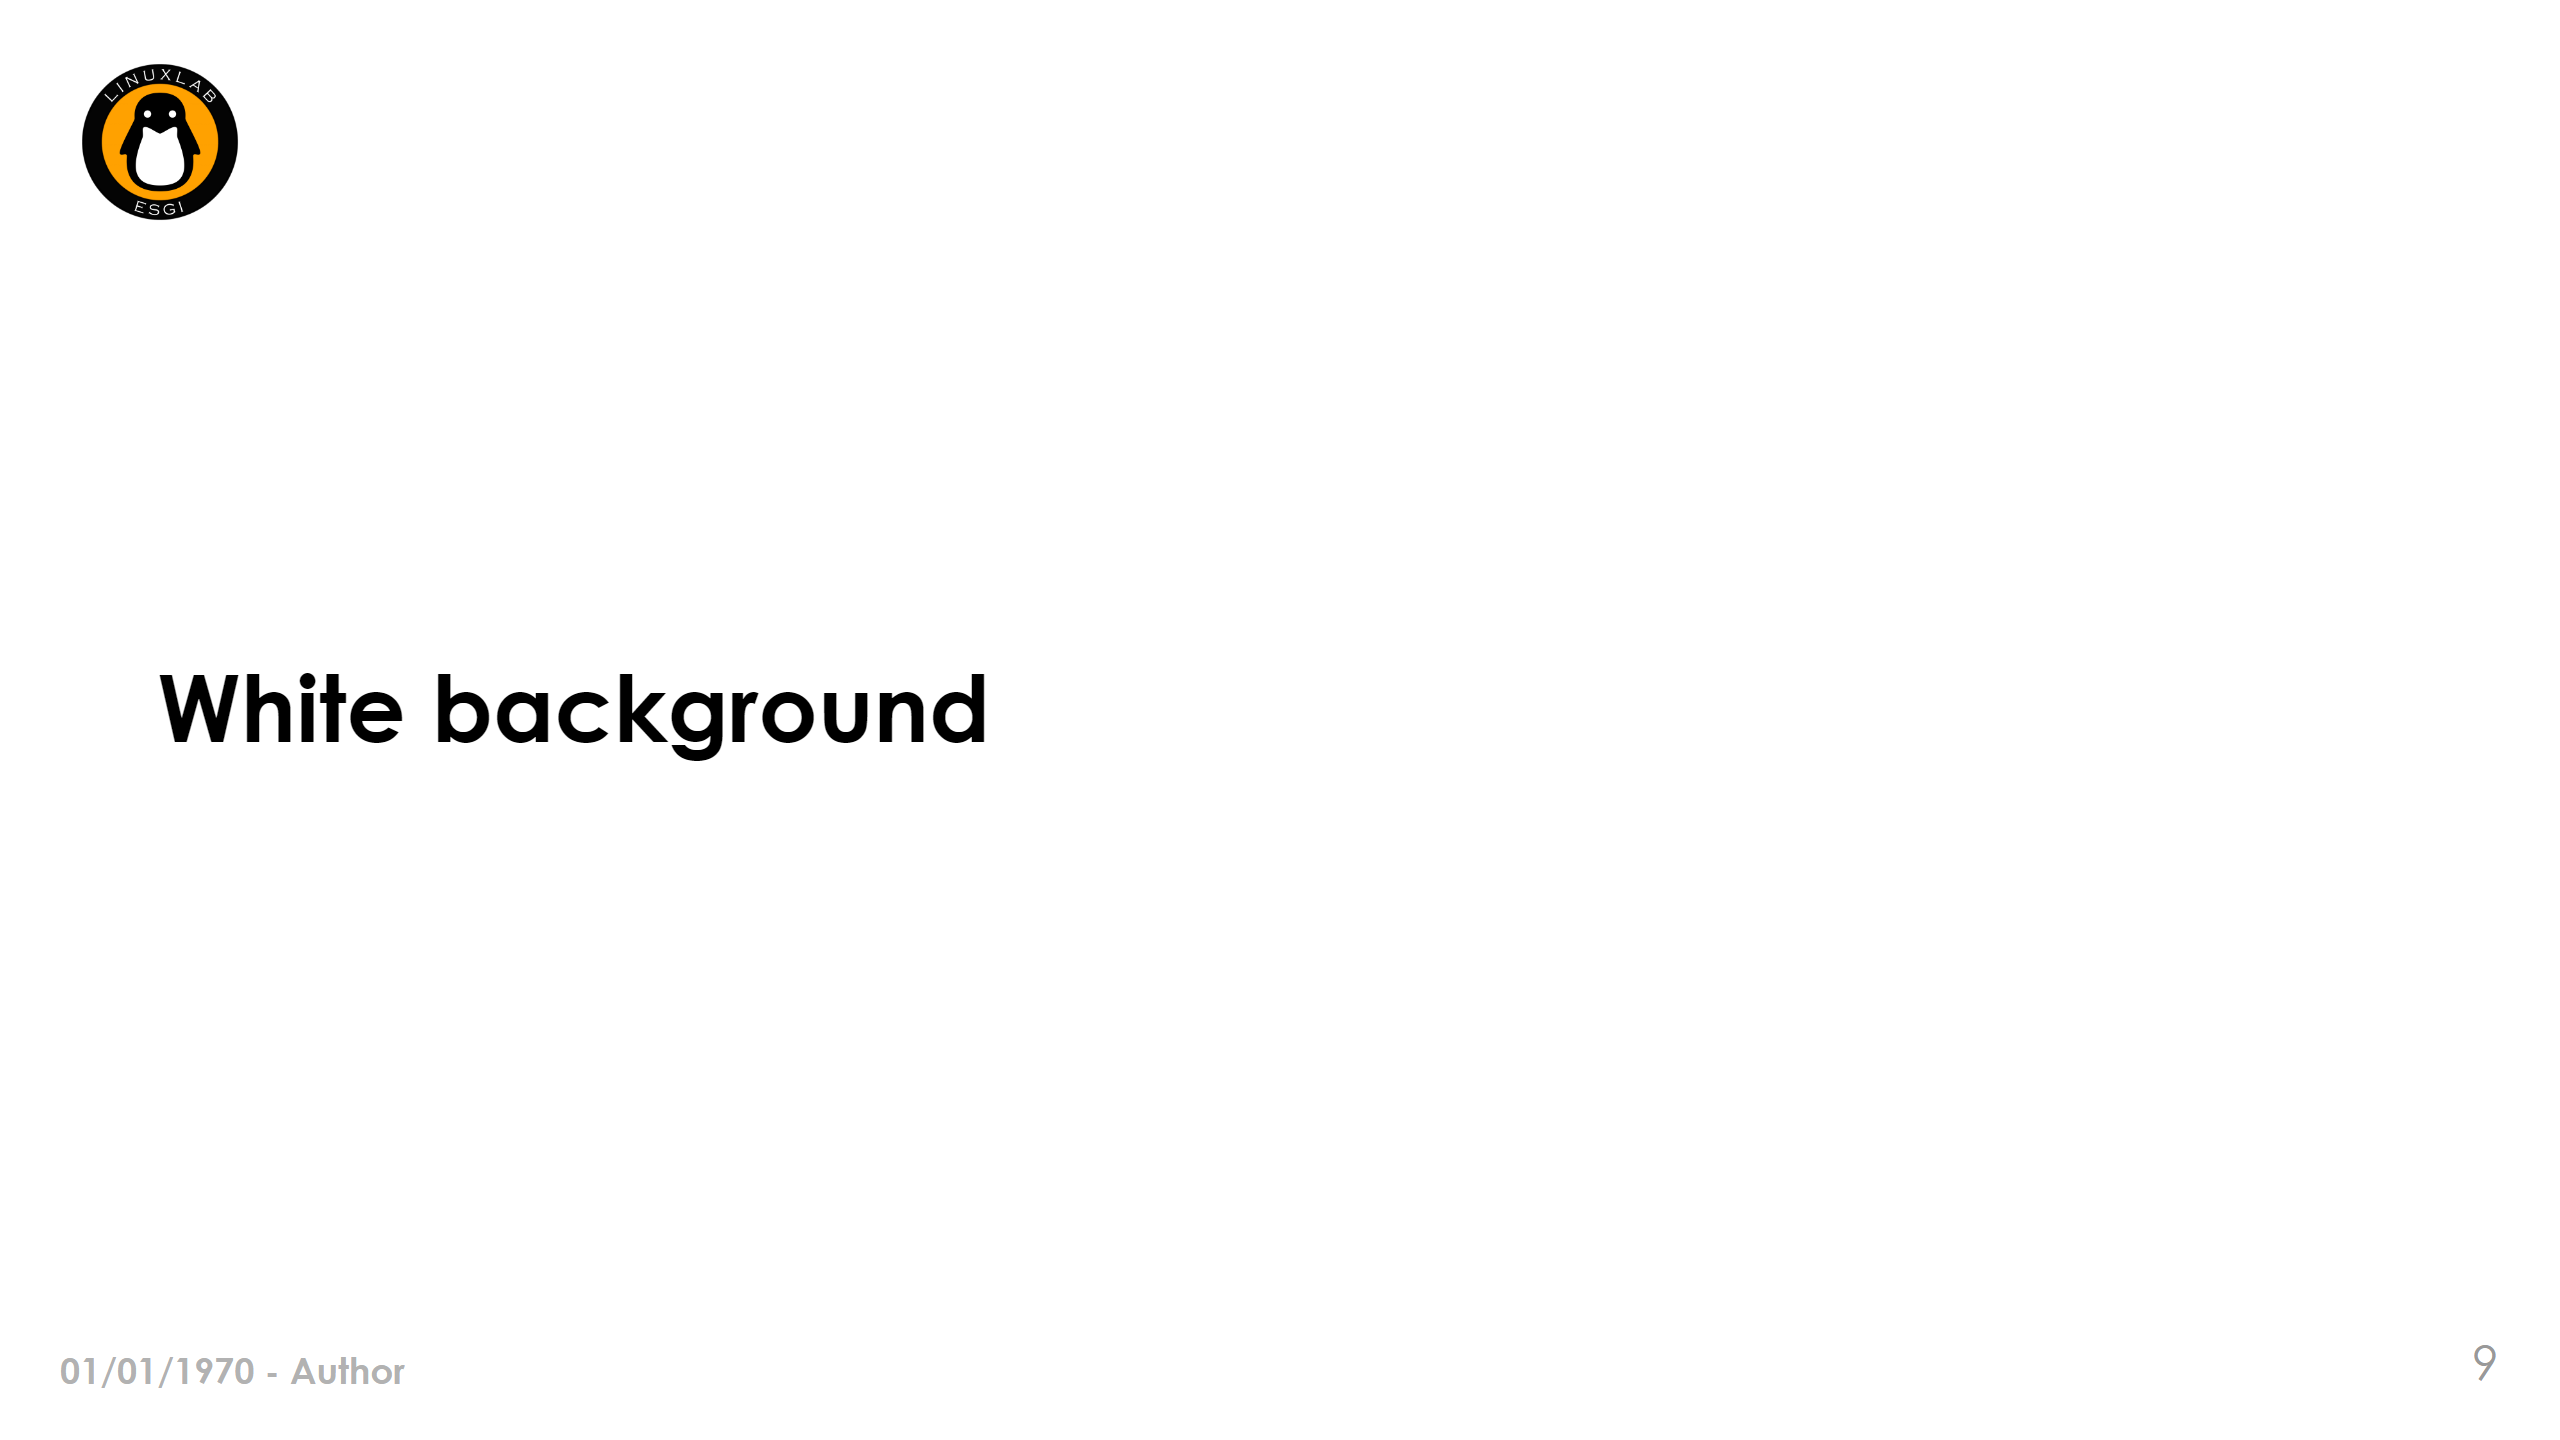 LINUXLAB
ESGI
White background
01/01/1970 - Author
9